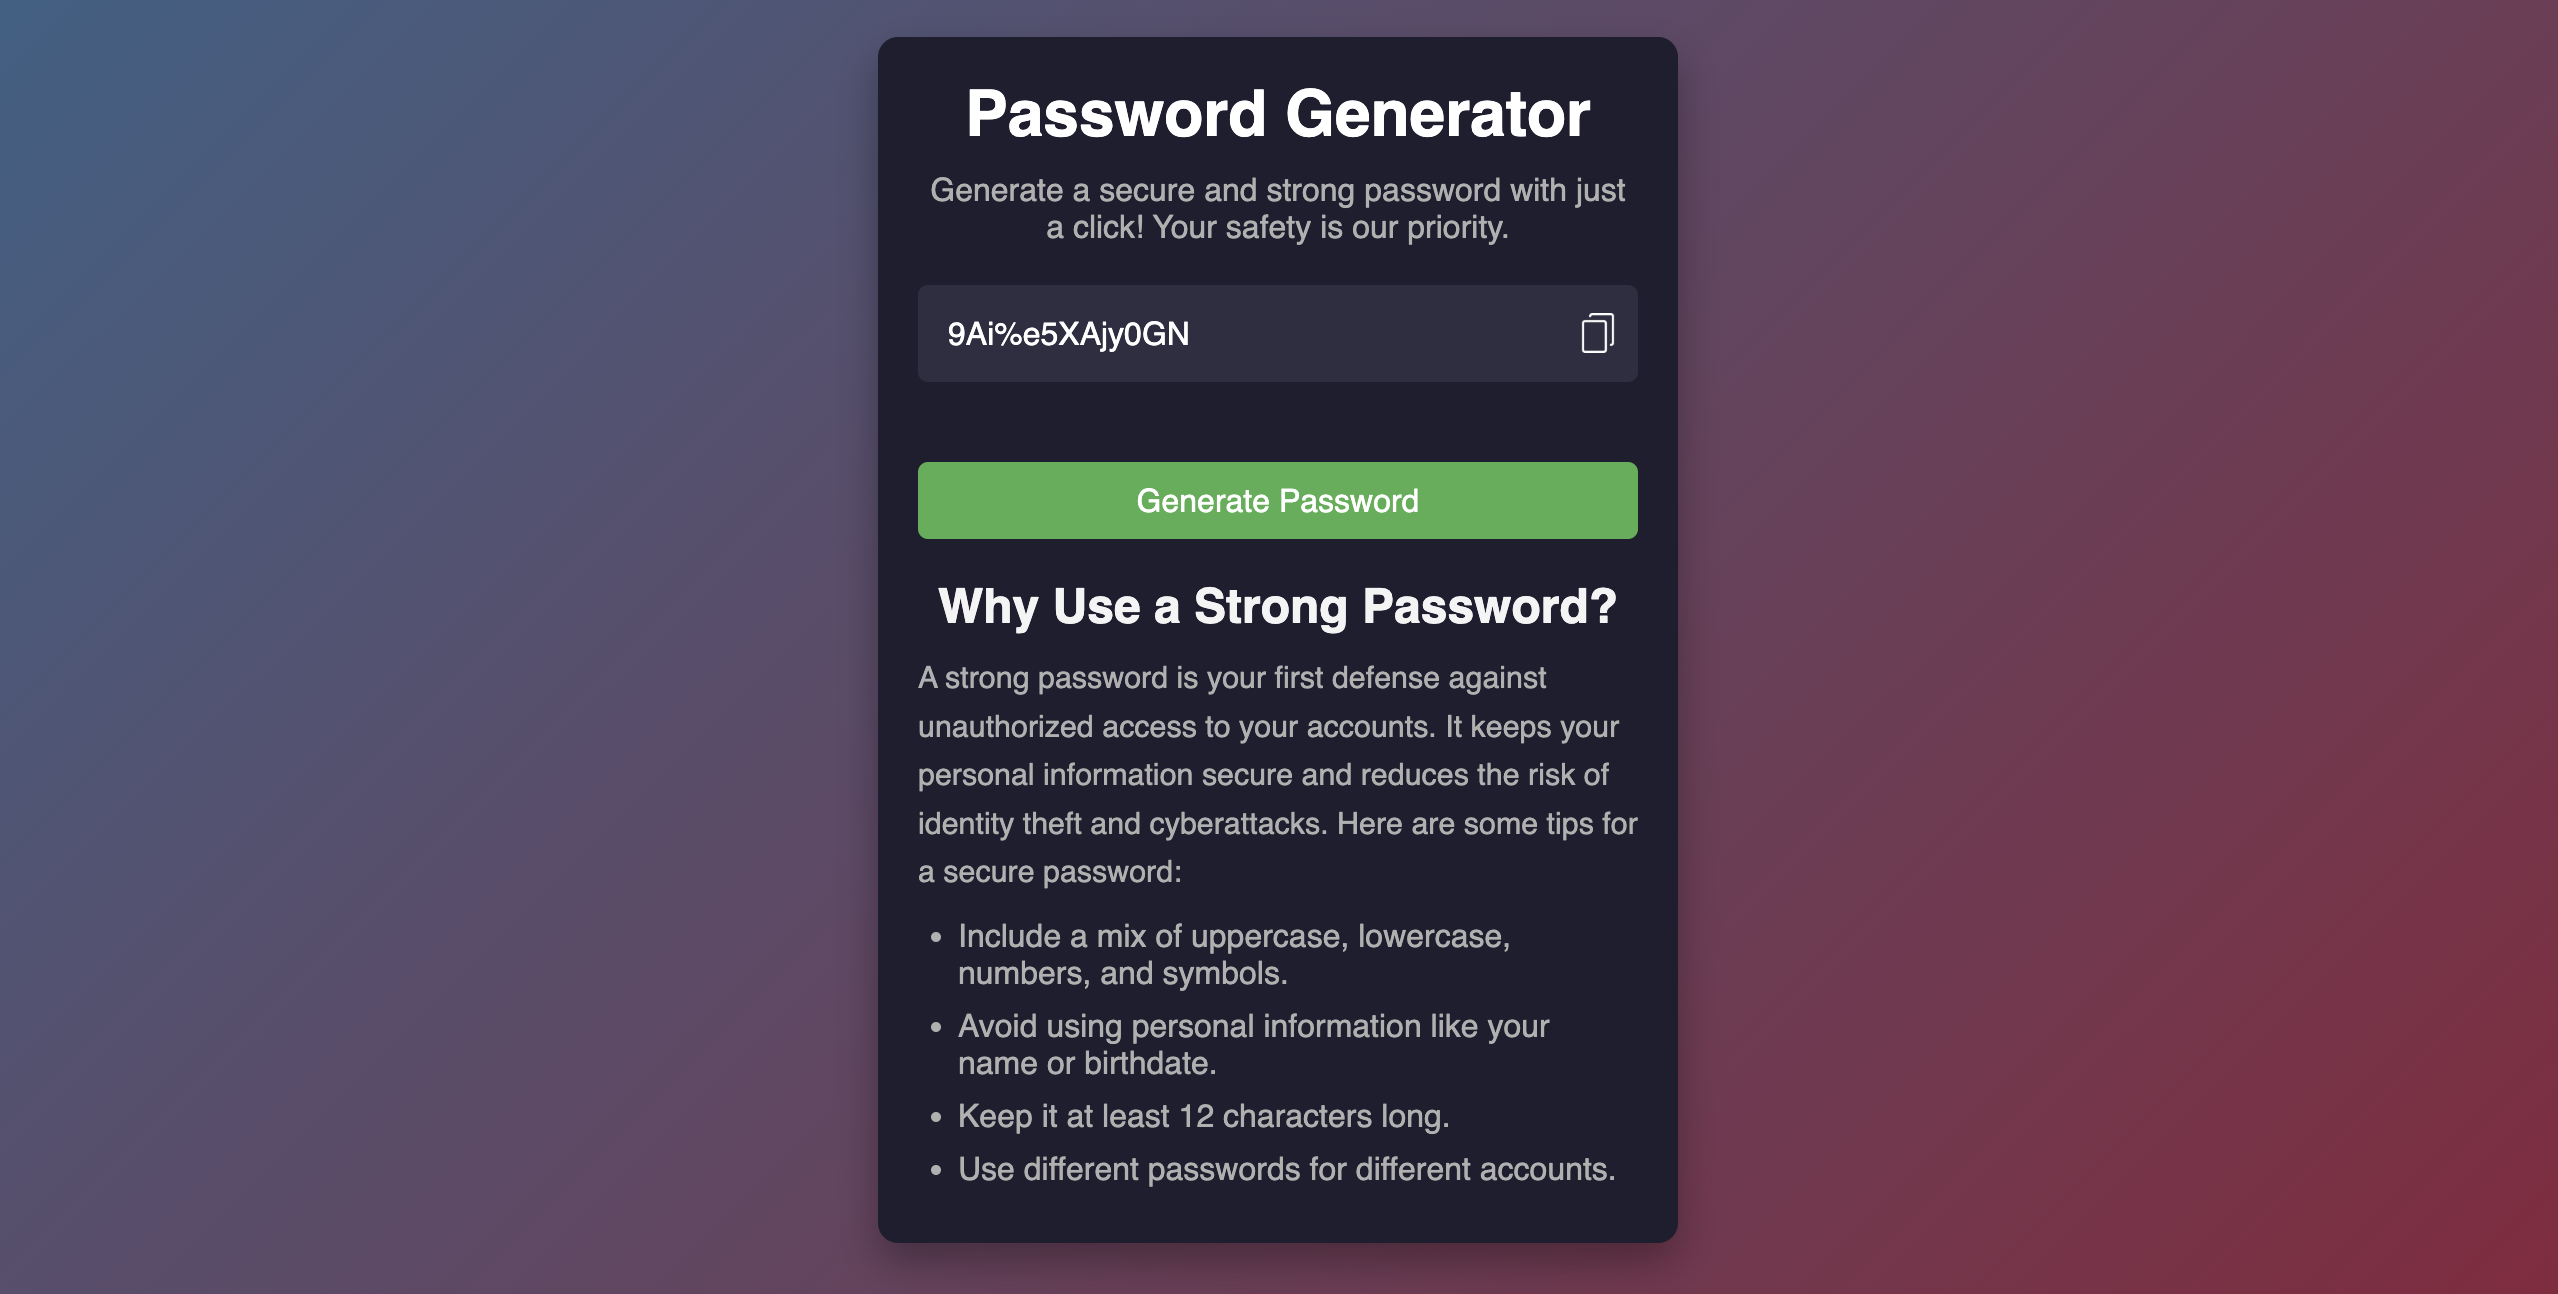 Password Generator
Generate a secure and strong password with just
a click! Your safety is our priority.
9Ai%e5XAjy0GN
Generate Password
Why Use a Strong Password?
A strong password is your first defense against
unauthorized access to your accounts. It keeps your
personal information secure and reduces the risk of
identity theft and cyberattacks. Here are some tips for
a secure password:
• Include a mix of uppercase, lowercase,
numbers, and symbols.
• Avoid using personal information like your
name or birthdate.
• Keep it at least 12 characters long.
• Use different passwords for different accounts.